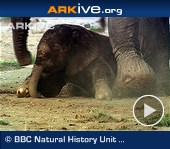 ARKive.org
© BBC Natural History Unit ...